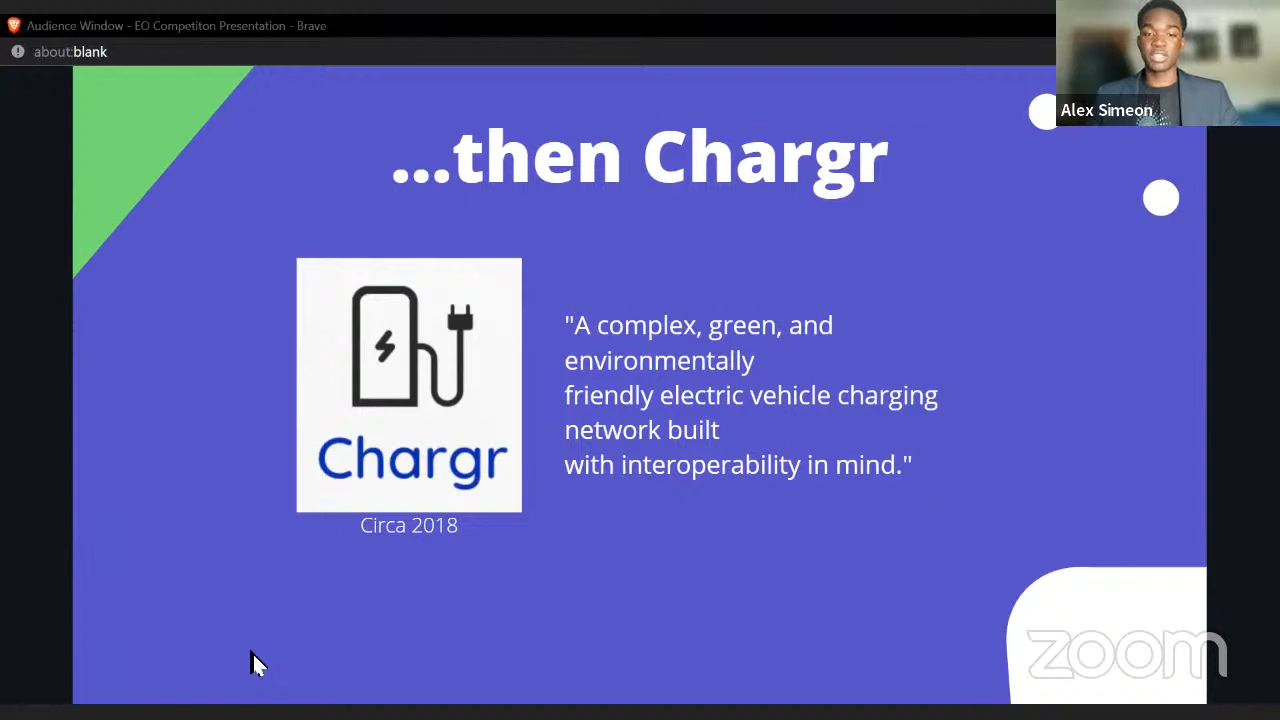 Audience Window - EO Competiton Presentation - Brave
about:blank
Alex Simeon
...then Chargr
"A complex, green, and
environmentally
friendly electric vehicle charging
network built
with interoperability in mind."
Chargr
Circa 2018
zoom